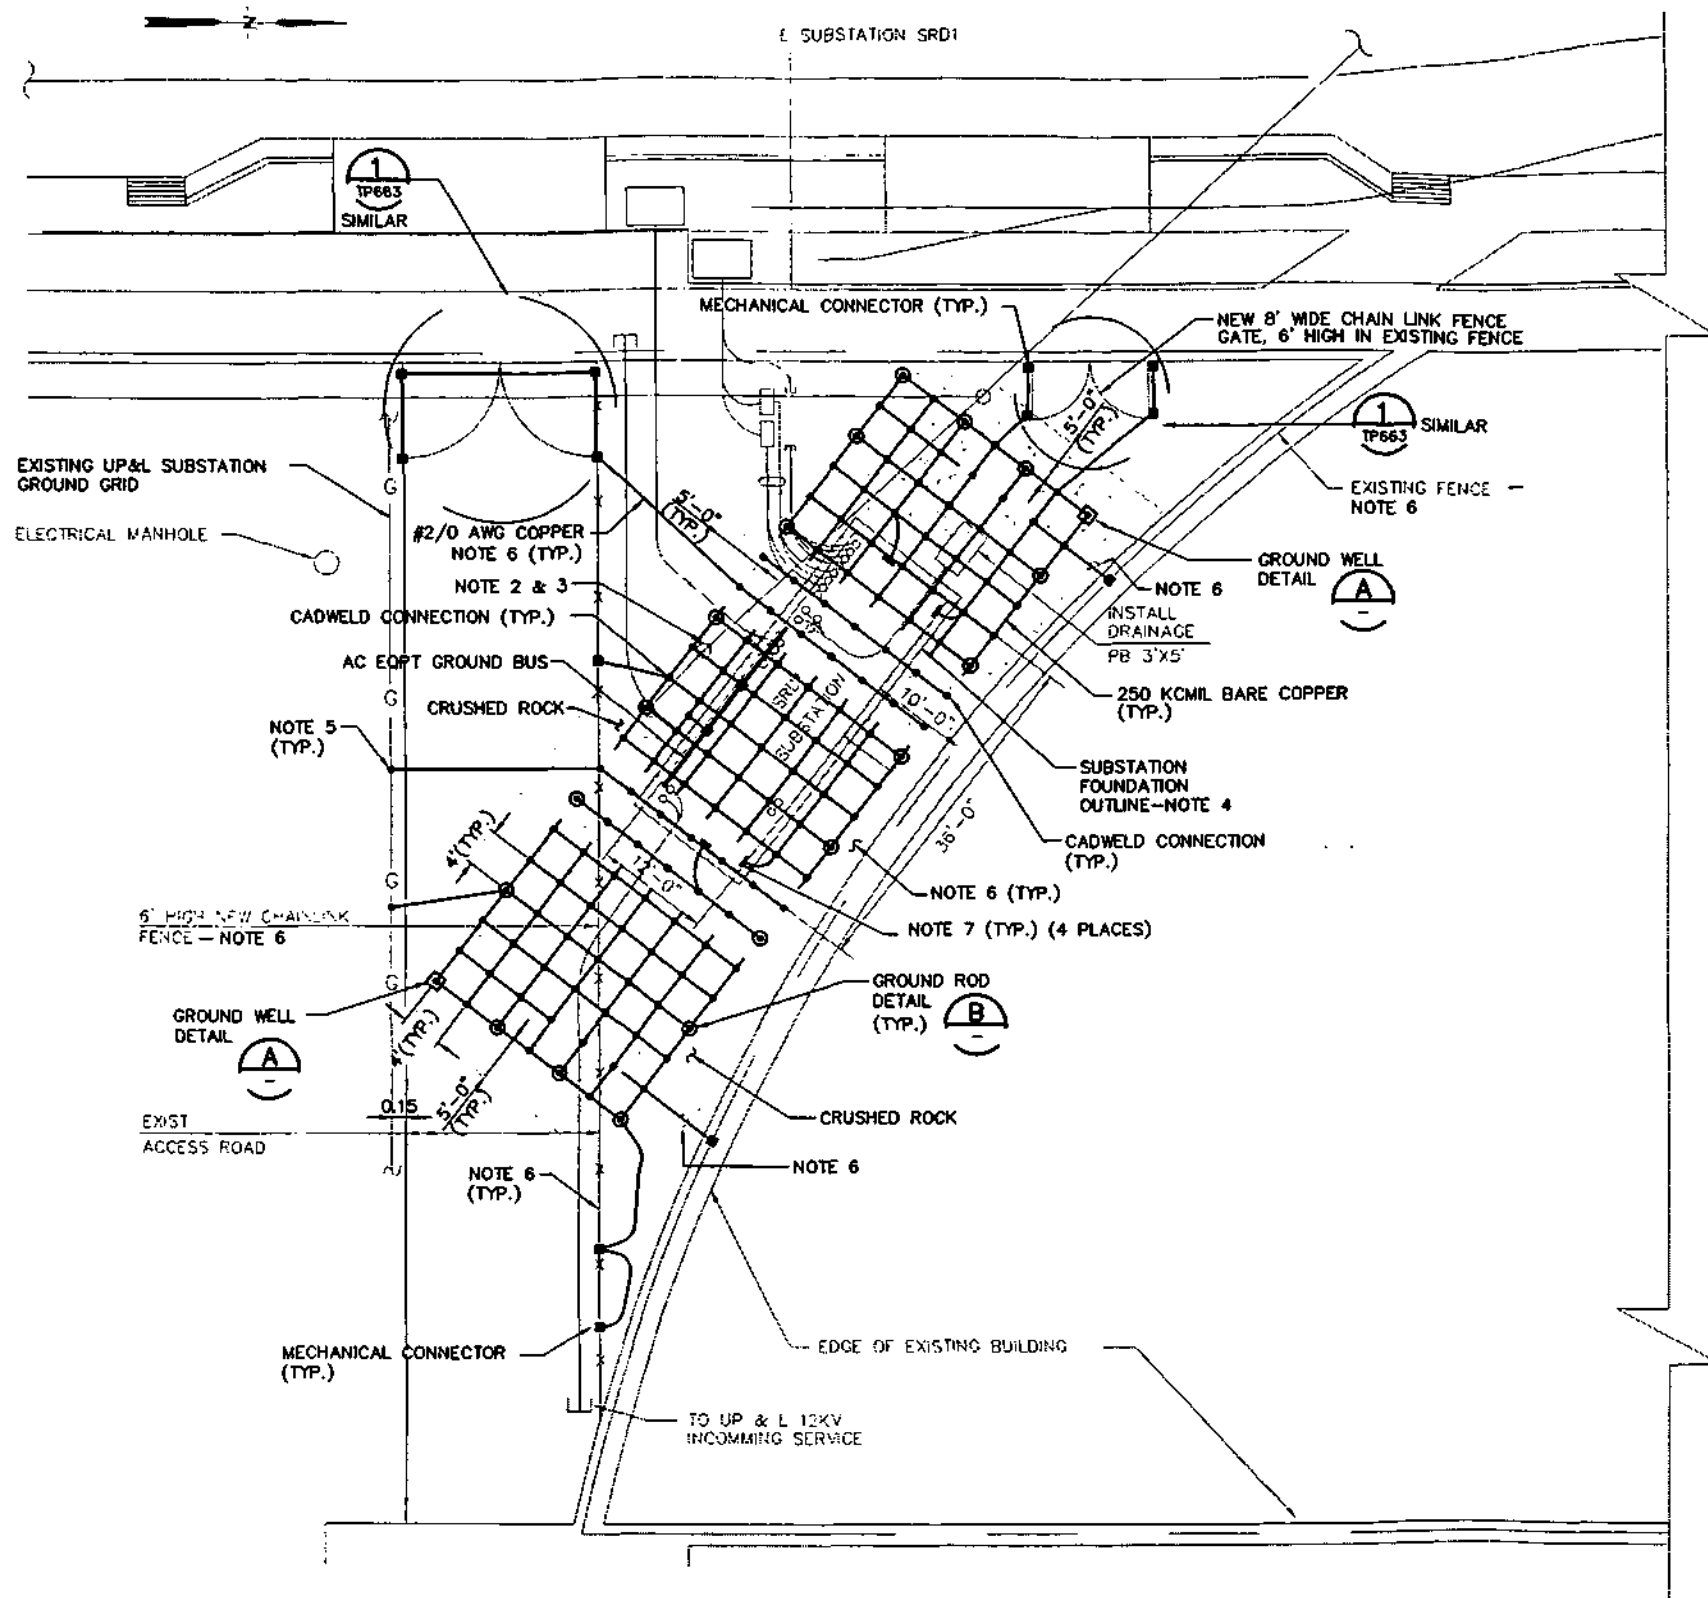 Z
℄ SUBSTATION SRD1
1
TP663
SIMILAR
MECHANICAL CONNECTOR (TYP.)
NEW 8' WIDE CHAIN LINK FENCE
GATE, 6' HIGH IN EXISTING FENCE
5'-0"
(TYP.)
1
TP663
SIMILAR
EXISTING UP&L SUBSTATION
GROUND GRID
G
EXISTING FENCE
NOTE 6
ELECTRICAL MANHOLE
5'-0"
(TYP.)
#2/0 AWG COPPER
NOTE 6 (TYP.)
GROUND WELL
DETAIL
A
-
NOTE 2 & 3
NOTE 6
CADWELD CONNECTION (TYP.)
INSTALL
DRAINAGE
PB 3'X5'
AC EQPT GROUND BUS
G
CRUSHED ROCK
SRD1
SUBSTATION
10'-0"
250 KCMIL BARE COPPER
(TYP.)
NOTE 5
(TYP.)
SUBSTATION
FOUNDATION
OUTLINE-NOTE 4
4'(TYP.)
36'-0"
CADWELD CONNECTION
(TYP.)
12'-0"
G
NOTE 6 (TYP.)
6' HIGH NEW CHAINLINK
FENCE - NOTE 6
NOTE 7 (TYP.) (4 PLACES)
G
GROUND ROD
DETAIL
(TYP.)
B
-
GROUND WELL
DETAIL
A
-
4'(TYP.)
5'-0"
(TYP.)
0.15
EXIST
ACCESS ROAD
CRUSHED ROCK
NOTE 6
(TYP.)
NOTE 6
MECHANICAL CONNECTOR
(TYP.)
EDGE OF EXISTING BUILDING
TO UP & L 12KV
INCOMMING SERVICE